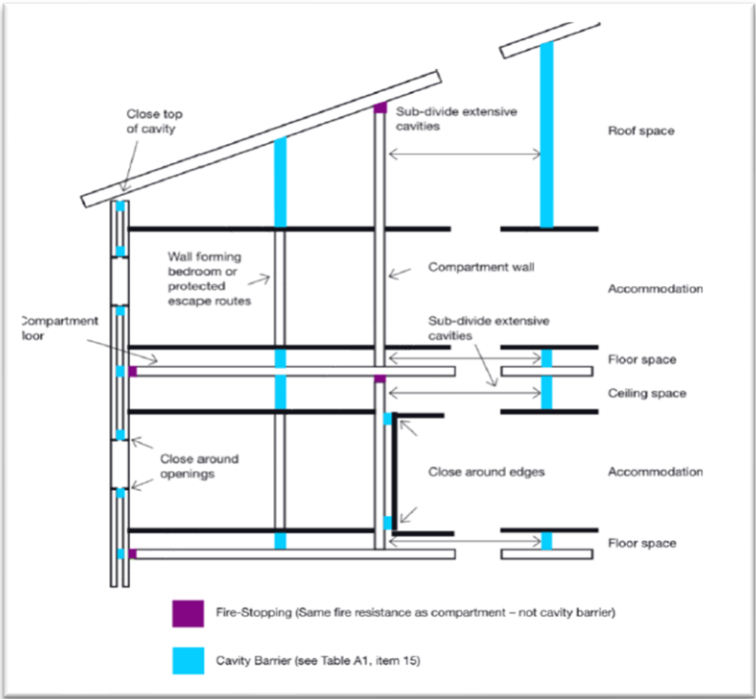 Close top
of cavity
Sub-divide extensive
cavities
Roof space
Wall forming
bedroom or
protected
escape routes
Compartment wall
Accommodation
Compartment
loor
Sub-divide extensive
cavities
Floor space
Ceiling space
Close around
openings
Close around edges
Accommodation
Floor space
Fire-Stopping (Same fire resistance as compartment – not cavity barrier)
Cavity Barrier (see Table A1, item 15)